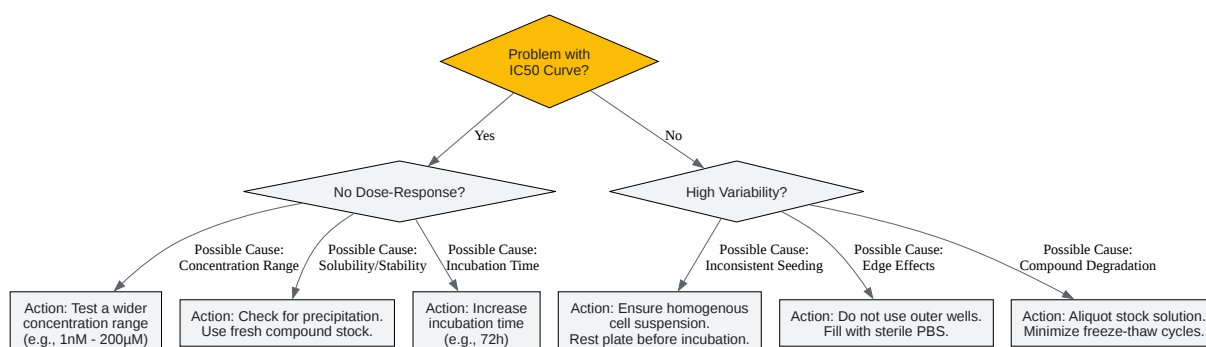 Problem with
IC50 Curve?
Yes
No
No Dose-Response?
High Variability?
Possible Cause:
Concentration Range
Possible Cause:
Solubility/Stability
Possible Cause:
Incubation Time
Possible Cause:
Inconsistent Seeding
Possible Cause:
Edge Effects
Possible Cause:
Compound Degradation
Action: Test a wider
concentration range
(e.g., 1nM - 200µM)
Action: Check for precipitation.
Use fresh compound stock.
Action: Increase
incubation time
(e.g., 72h)
Action: Ensure homogenous
cell suspension.
Rest plate before incubation.
Action: Do not use outer wells.
Fill with sterile PBS.
Action: Aliquot stock solution.
Minimize freeze-thaw cycles.